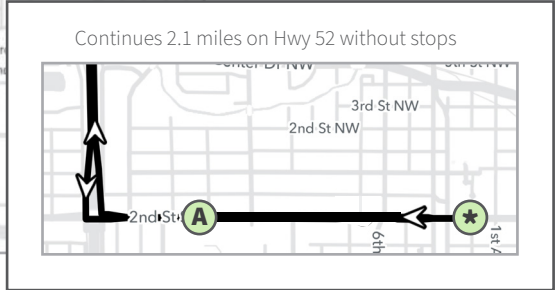 Continues 2.1 miles on Hwy 52 without stops
3rd St NW
2nd St NW
2nd St
A
*
6th
1st A